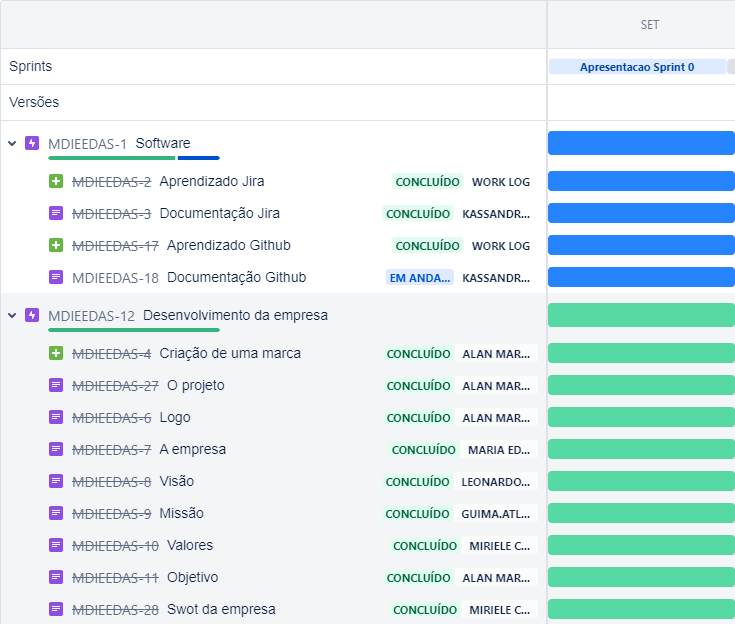 SET
Sprints
Apresentacao Sprint 0
Versões
MDIEEDAS-1 Software
MDIEEDAS-2 Aprendizado Jira CONCLUÍDO WORK LOG
MDIEEDAS-3 Documentação Jira CONCLUÍDO KASSANDR...
MDIEEDAS-17 Aprendizado Github CONCLUÍDO WORK LOG
MDIEEDAS-18 Documentação Github EM ANDA... KASSANDR...
MDIEEDAS-12 Desenvolvimento da empresa
MDIEEDAS-4 Criação de uma marca CONCLUÍDO ALAN MAR...
MDIEEDAS-27 O projeto CONCLUÍDO ALAN MAR...
MDIEEDAS-6 Logo CONCLUÍDO ALAN MAR...
MDIEEDAS-7 A empresa CONCLUÍDO MARIA ED...
MDIEEDAS-8 Visão CONCLUÍDO LEONARDO...
MDIEEDAS-9 Missão CONCLUÍDO GUIMA.ATL...
MDIEEDAS-10 Valores CONCLUÍDO MIRIELE C...
MDIEEDAS-11 Objetivo CONCLUÍDO ALAN MAR...
MDIEEDAS-28 Swot da empresa CONCLUÍDO MIRIELE C...